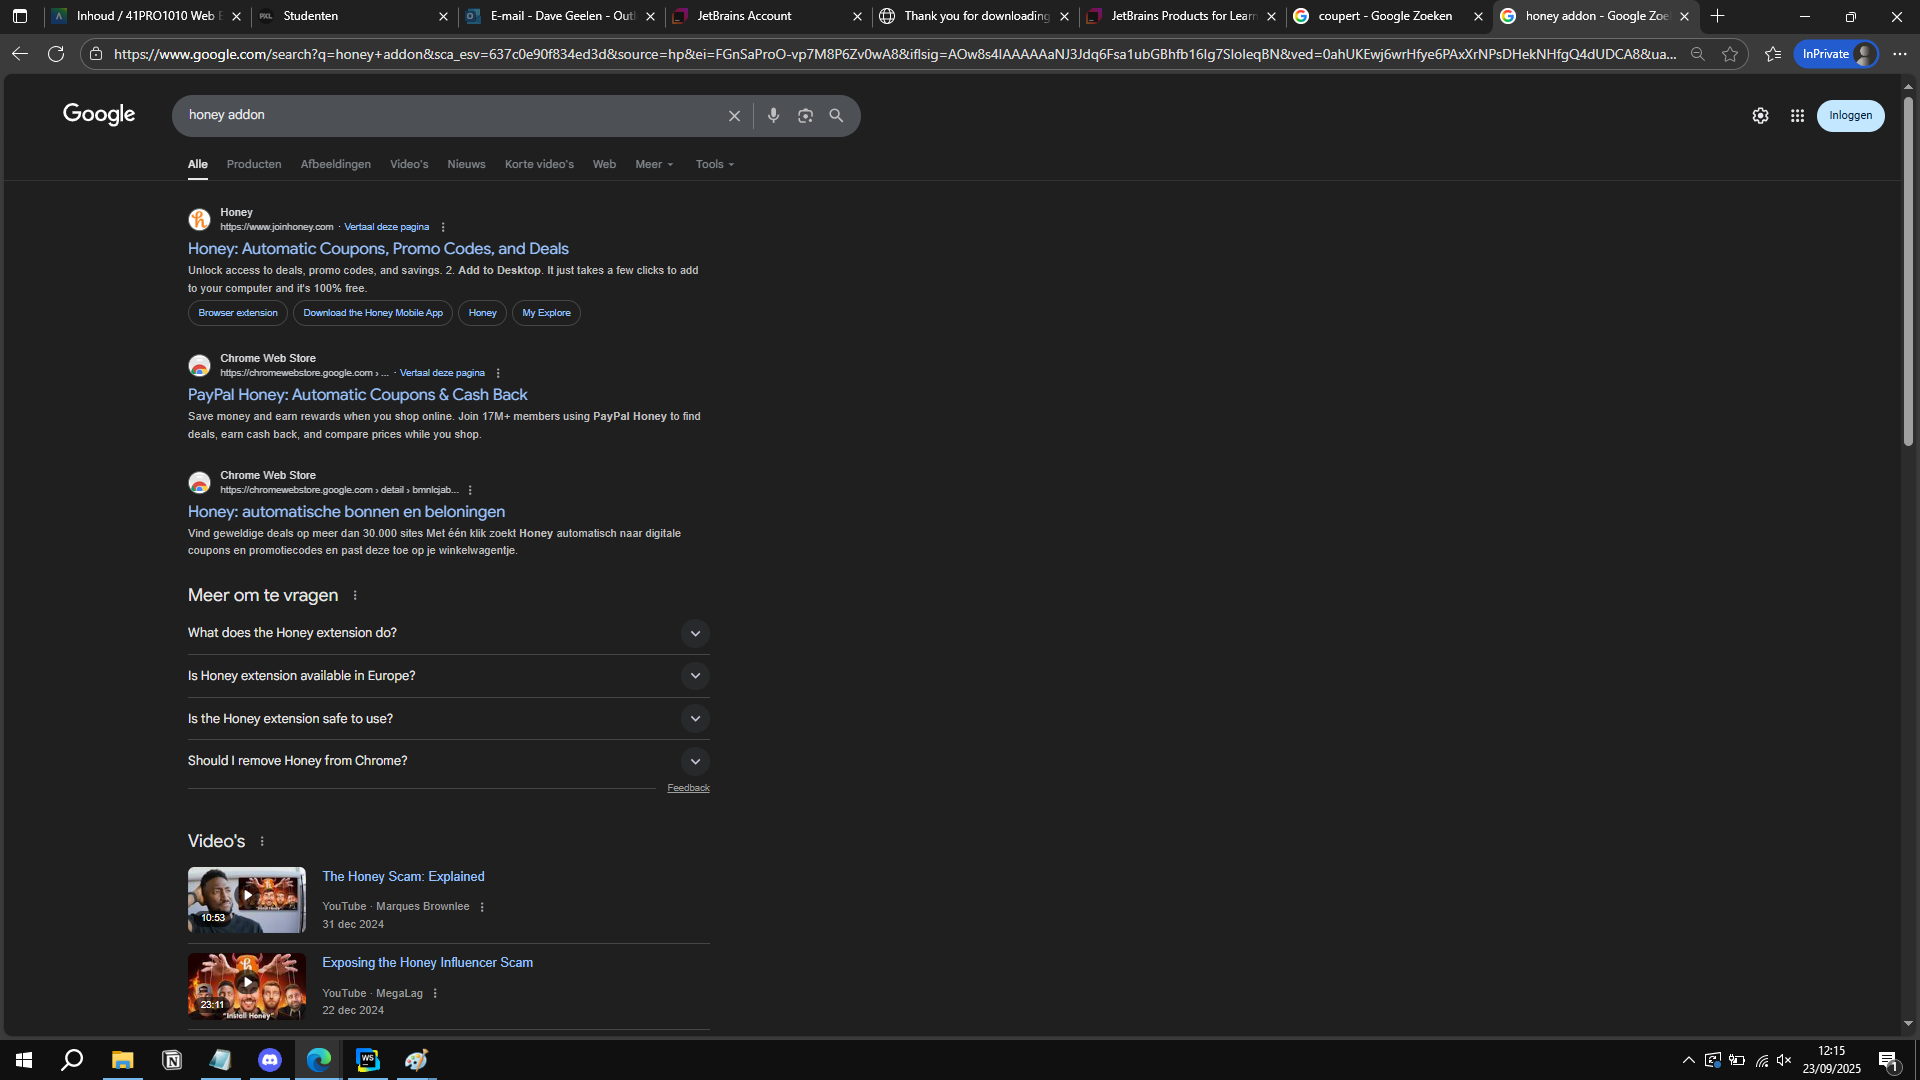 Inhoud / 41PRO1010 Web E
PXL
Studenten
E-mail - Dave Geelen - Outl
JetBrains Account
Thank you for downloading
JetBrains Products for Learn
coupert - Google Zoeken
honey addon - Google Zoek
https://www.google.com/search?q=honey+addon&sca_esv=637c0e90f834ed3d&source=hp&ei=FGnSaProO-vp7M8P6Zv0wA8&iflsig=AOw8s4IAAAAAaNJ3Jdq6Fsa1ubGBhfb16Ig7SloIeqBN&ved=0ahUKEwj6wrHfye6PAxXrNPsDHekNHfgQ4dUDCA8&ua...
InPrivate
Google
honey addon
Inloggen
Alle
Producten
Afbeeldingen
Video's
Nieuws
Korte video's
Web
Meer
Tools
Honey
https://www.joinhoney.com · Vertaal deze pagina
Honey: Automatic Coupons, Promo Codes, and Deals
Unlock access to deals, promo codes, and savings. 2. Add to Desktop. It just takes a few clicks to add
to your computer and it's 100% free.
Browser extension
Download the Honey Mobile App
Honey
My Explore
Chrome Web Store
https://chromewebstore.google.com › ... · Vertaal deze pagina
PayPal Honey: Automatic Coupons & Cash Back
Save money and earn rewards when you shop online. Join 17M+ members using PayPal Honey to find
deals, earn cash back, and compare prices while you shop.
Chrome Web Store
https://chromewebstore.google.com › detail › bmnlcjab...
Honey: automatische bonnen en beloningen
Vind geweldige deals op meer dan 30.000 sites Met één klik zoekt Honey automatisch naar digitale
coupons en promotiecodes en past deze toe op je winkelwagentje.
Meer om te vragen
What does the Honey extension do?
Is Honey extension available in Europe?
Is the Honey extension safe to use?
Should I remove Honey from Chrome?
Feedback
Video's
10:53
The Honey Scam: Explained
YouTube · Marques Brownlee
31 dec 2024
23:11
"Install Honey"
Exposing the Honey Influencer Scam
YouTube · MegaLag
22 dec 2024
WS
12:15
23/09/2025
1